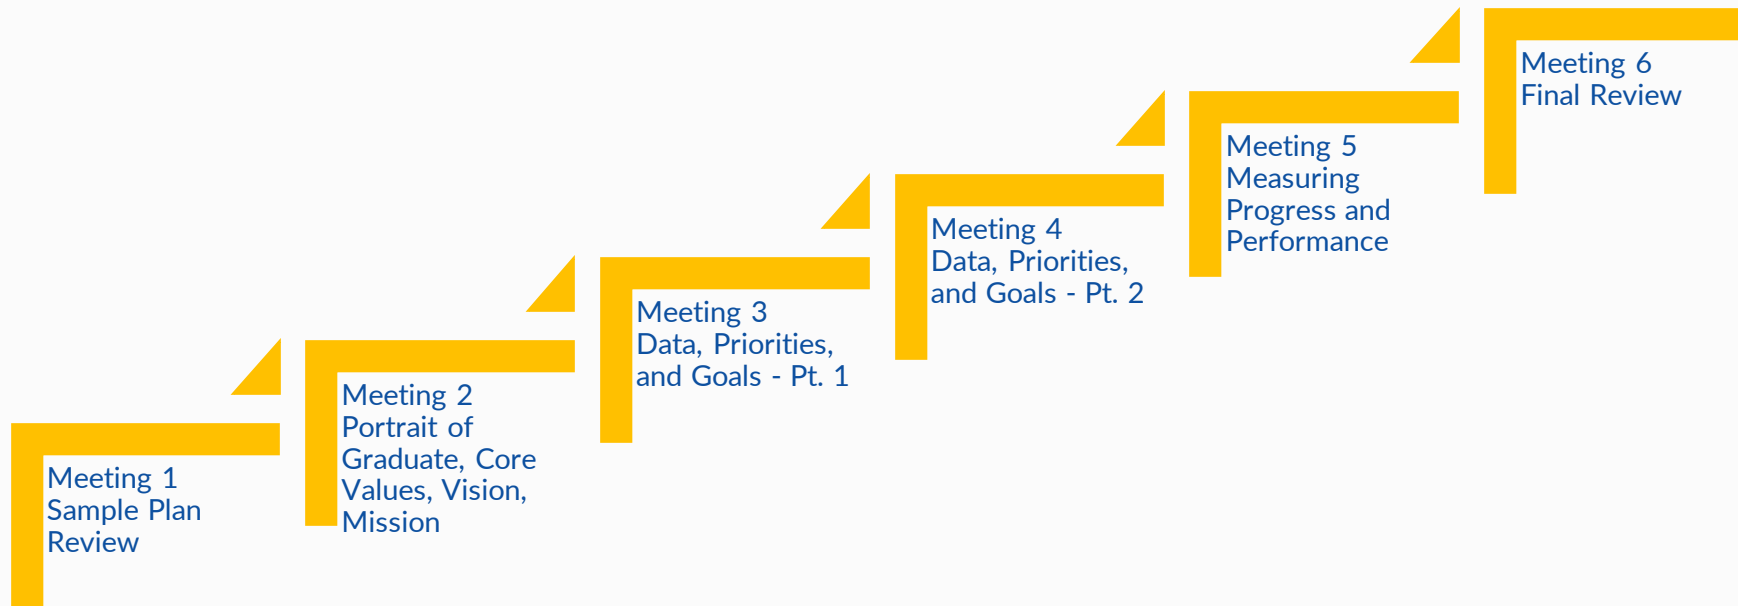 Meeting 1
Sample Plan
Review
Meeting 2
Portrait of
Graduate, Core
Values, Vision,
Mission
Meeting 3
Data, Priorities,
and Goals - Pt. 1
Meeting 4
Data, Priorities,
and Goals - Pt. 2
Meeting 5
Measuring
Progress and
Performance
Meeting 6
Final Review